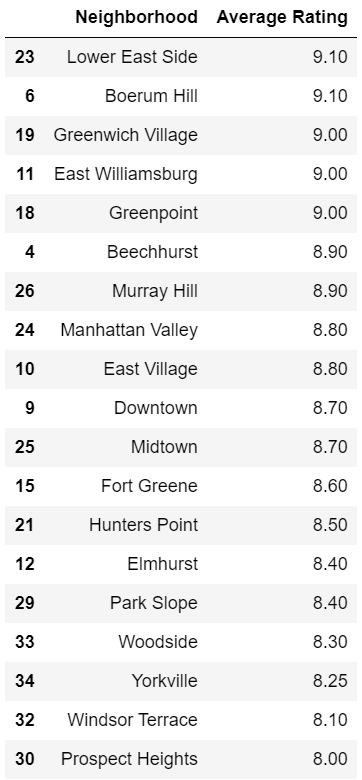 Neighborhood Average Rating
23 Lower East Side 9.10
6 Boerum Hill 9.10
19 Greenwich Village 9.00
11 East Williamsburg 9.00
18 Greenpoint 9.00
4 Beechhurst 8.90
26 Murray Hill 8.90
24 Manhattan Valley 8.80
10 East Village 8.80
9 Downtown 8.70
25 Midtown 8.70
15 Fort Greene 8.60
21 Hunters Point 8.50
12 Elmhurst 8.40
29 Park Slope 8.40
33 Woodside 8.30
34 Yorkville 8.25
32 Windsor Terrace 8.10
30 Prospect Heights 8.00